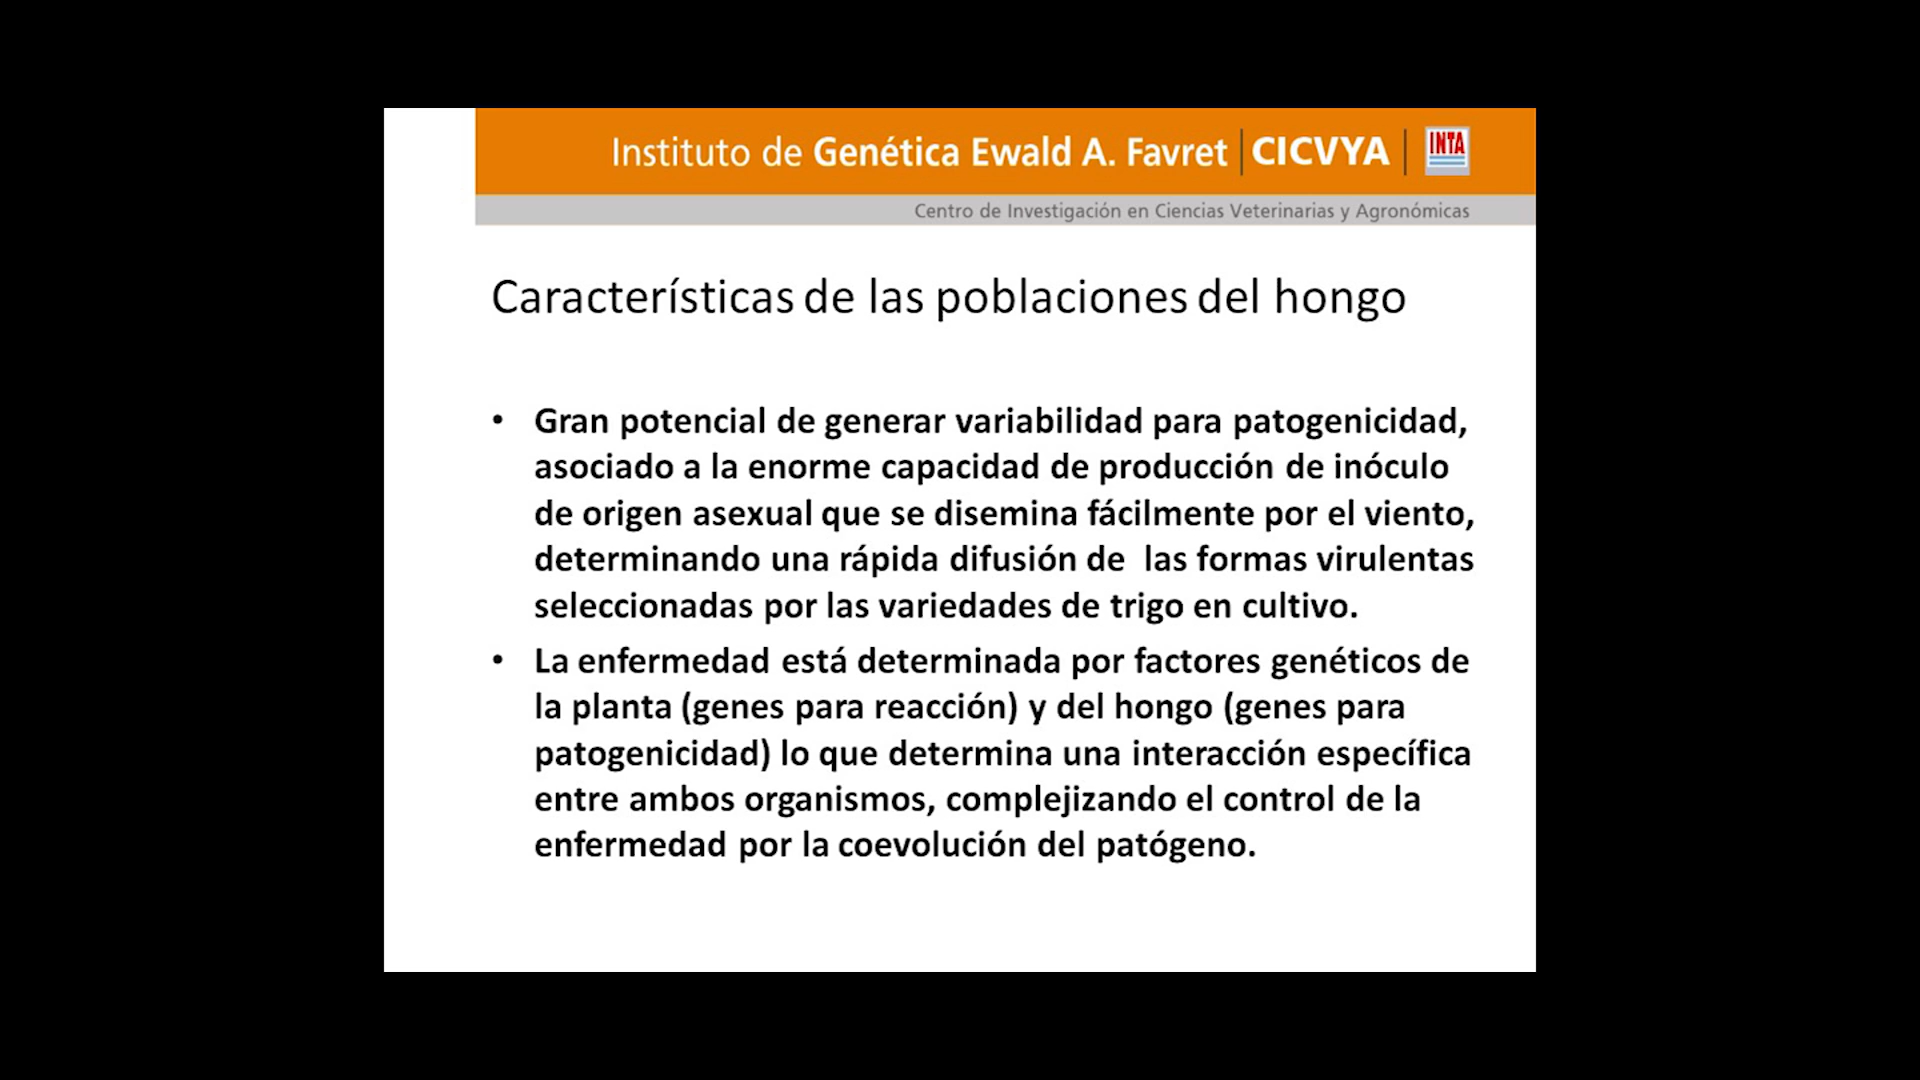 Instituto de Genética Ewald A. Favret CICVYA INTA
Centro de Investigación en Ciencias Veterinarias y Agronómicas
Características de las poblaciones del hongo
• Gran potencial de generar variabilidad para patogenicidad,
asociado a la enorme capacidad de producción de inóculo
de origen asexual que se disemina fácilmente por el viento,
determinando una rápida difusión de las formas virulentas
seleccionadas por las variedades de trigo en cultivo.
• La enfermedad está determinada por factores genéticos de
la planta (genes para reacción) y del hongo (genes para
patogenicidad) lo que determina una interacción específica
entre ambos organismos, complejizando el control de la
enfermedad por la coevolución del patógeno.